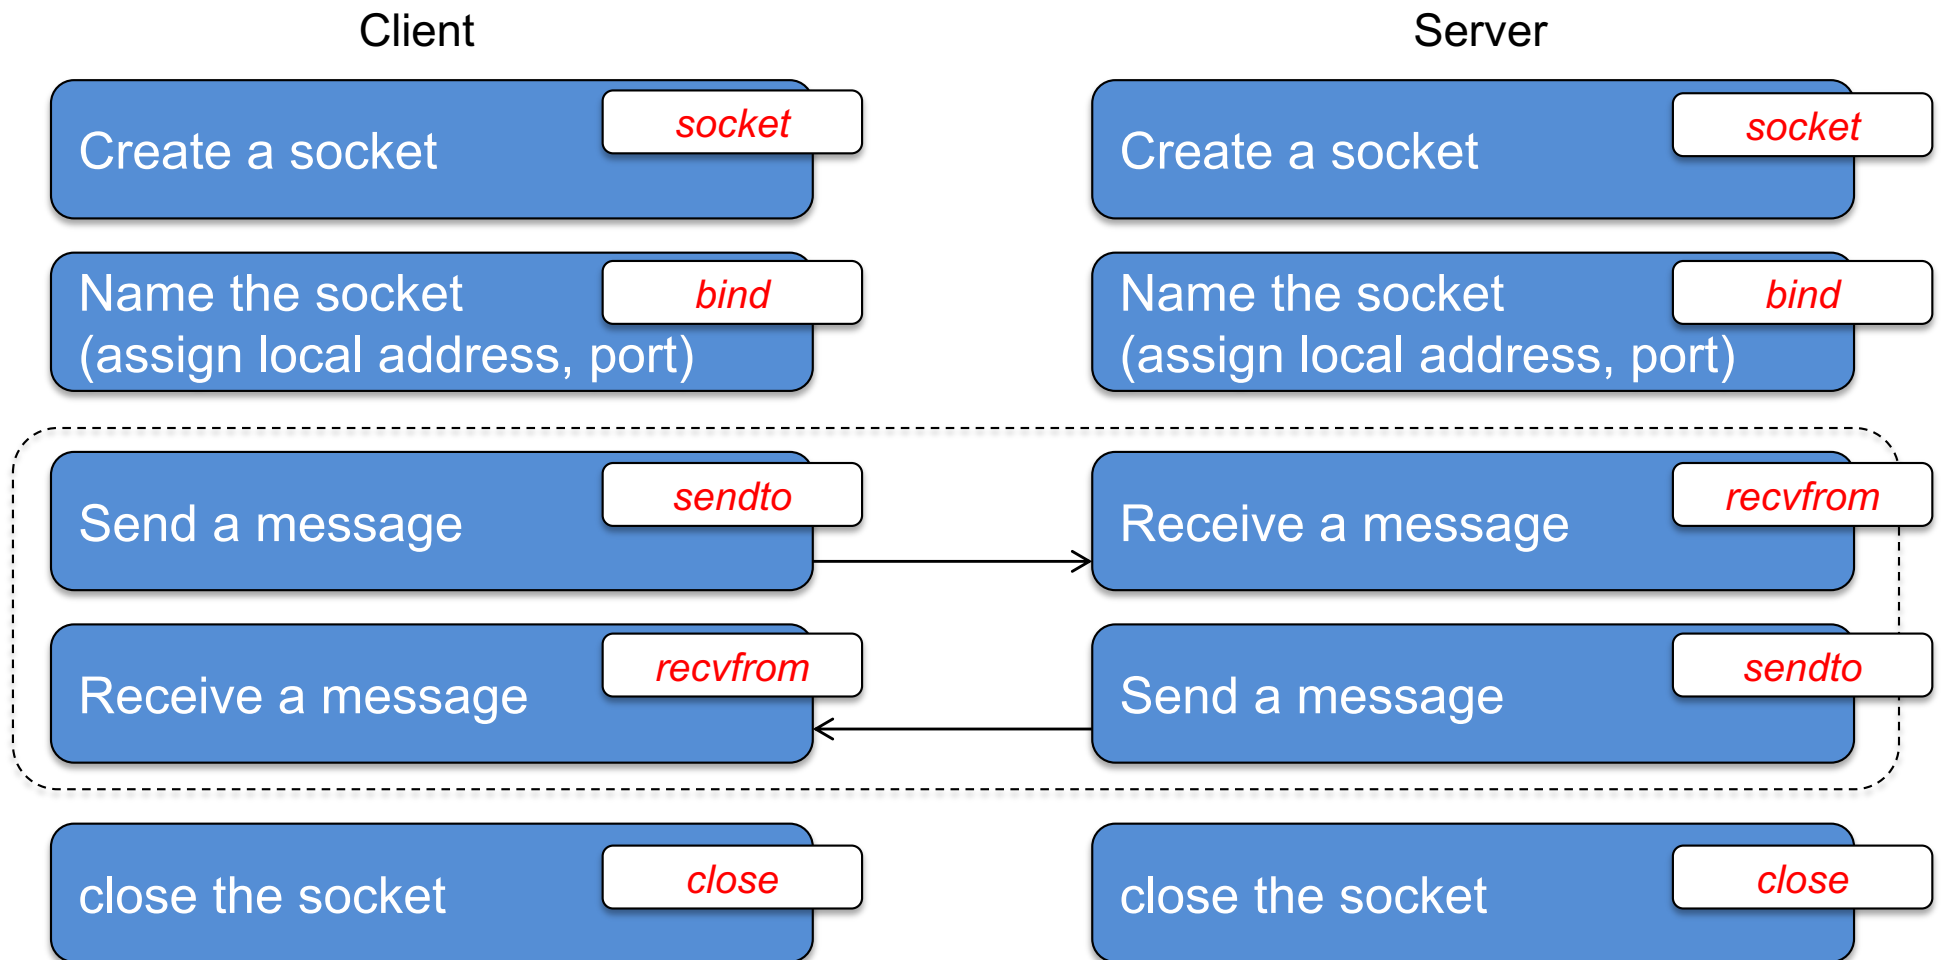 Client
Server
Create a socket
socket
Create a socket
socket
Name the socket
(assign local address, port)
bind
Name the socket
(assign local address, port)
bind
Send a message
sendto
Receive a message
recvfrom
Receive a message
recvfrom
Send a message
sendto
close the socket
close
close the socket
close